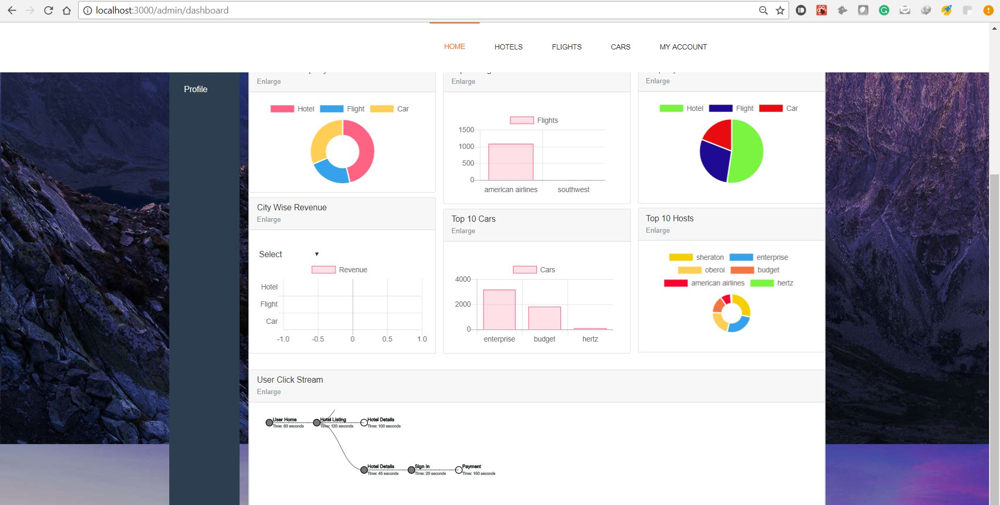 localhost:3000/admin/dashboard
HOME HOTELS FLIGHTS CARS MY ACCOUNT
Profile
Enlarge
Hotel Flight Car
Enlarge
Flights
1500
1000
500
0
american airlines southwest
Enlarge
Hotel Flight Car
City Wise Revenue
Enlarge
Select
Revenue
Hotel
Flight
Car
-1.0 -0.5 0 0.5 1.0
Top 10 Cars
Enlarge
Cars
4000
2000
0
enterprise budget hertz
Top 10 Hosts
Enlarge
sheraton enterprise
oberoi budget
american airlines hertz
User Click Stream
Enlarge
User Home Hotel Listing Hotel Details
Time: 60 seconds Time: 120 seconds Time: 100 seconds
Hotel Details Sign In Payment
Time: 45 seconds Time: 20 seconds Time: 150 seconds